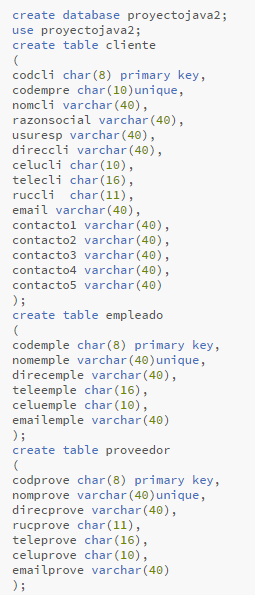 create database proyectojava2;
use proyectojava2;
create table cliente
(
codcli char(8) primary key,
codempre char(10)unique,
nomcli varchar(40),
razonsocial varchar(40),
usuresp varchar(40),
direccli varchar(40),
celucli char(10),
telecli char(16),
ruccli  char(11),
email varchar(40),
contacto1 varchar(40),
contacto2 varchar(40),
contacto3 varchar(40),
contacto4 varchar(40),
contacto5 varchar(40)
);
create table empleado
(
codemple char(8) primary key,
nomemple varchar(40)unique,
direcemple varchar(40),
teleemple char(16),
celuemple char(10),
emailemple varchar(40)
);
create table proveedor
(
codprove char(8) primary key,
nomprove varchar(40)unique,
direcprove varchar(40),
rucprove char(11),
teleprove char(16),
celuprove char(10),
emailprove varchar(40)
);